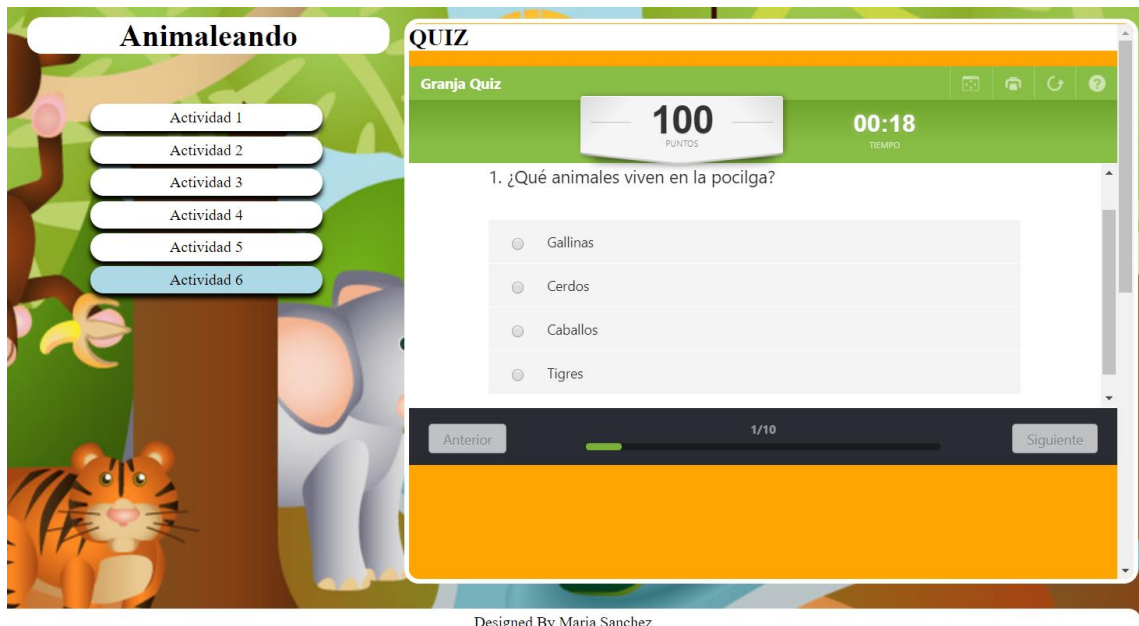 Animaleando
Actividad 1
Actividad 2
Actividad 3
Actividad 4
Actividad 5
Actividad 6
QUIZ
Granja Quiz
100
PUNTOS
00:18
TIEMPO
1. ¿Qué animales viven en la pocilga?
Gallinas
Cerdos
Caballos
Tigres
Anterior
1/10
Siguiente
Designed By Maria Sanchez